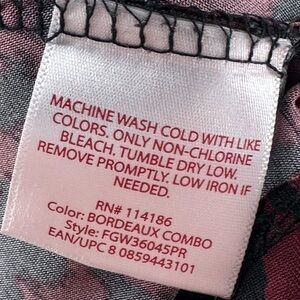 MACHINE WASH COLD WITH LIKE
COLORS. ONLY NON-CHLORINE
BLEACH. TUMBLE DRY LOW.
REMOVE PROMPTLY. LOW IRON IF
NEEDED.
RN# 114186
Color: BORDEAUX COMBO
Style: FGW36045PR
EAN/UPC 8 0859443101